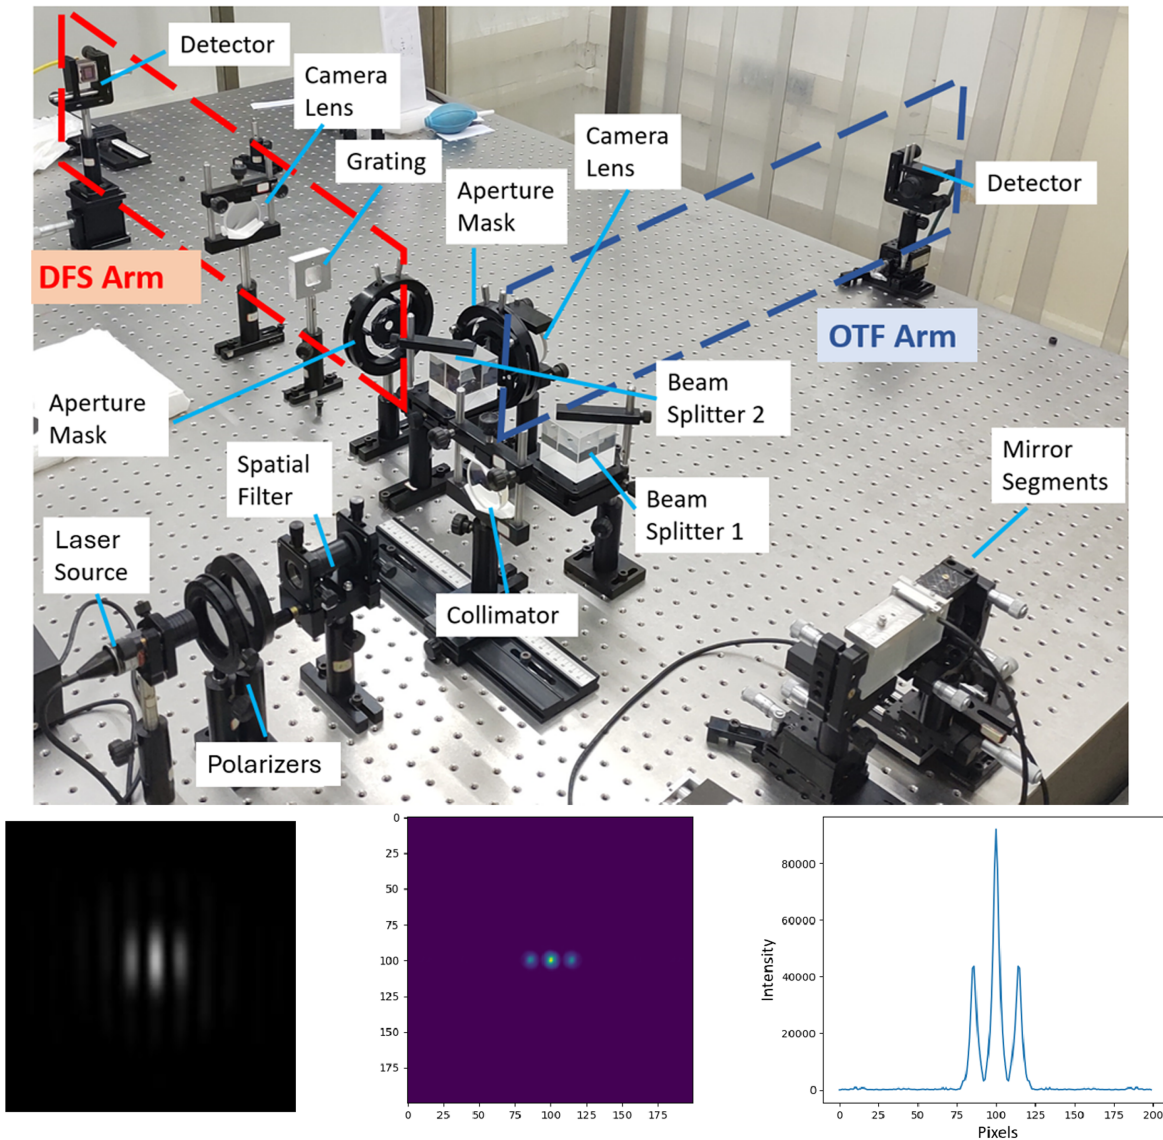 Detector
Camera
Lens
Grating
Camera
Lens
Aperture
Mask
Detector
DFS Arm
OTF Arm
Aperture
Mask
Beam
Splitter 2
Spatial
Filter
Mirror
Segments
Beam
Splitter 1
Laser
Source
Collimator
Polarizers
0
25
50
75
100
125
150
175
0 25 50 75 100 125 150 175
80000
60000
40000
20000
0
Intensity
0 25 50 75 100 125 150 175 200
Pixels